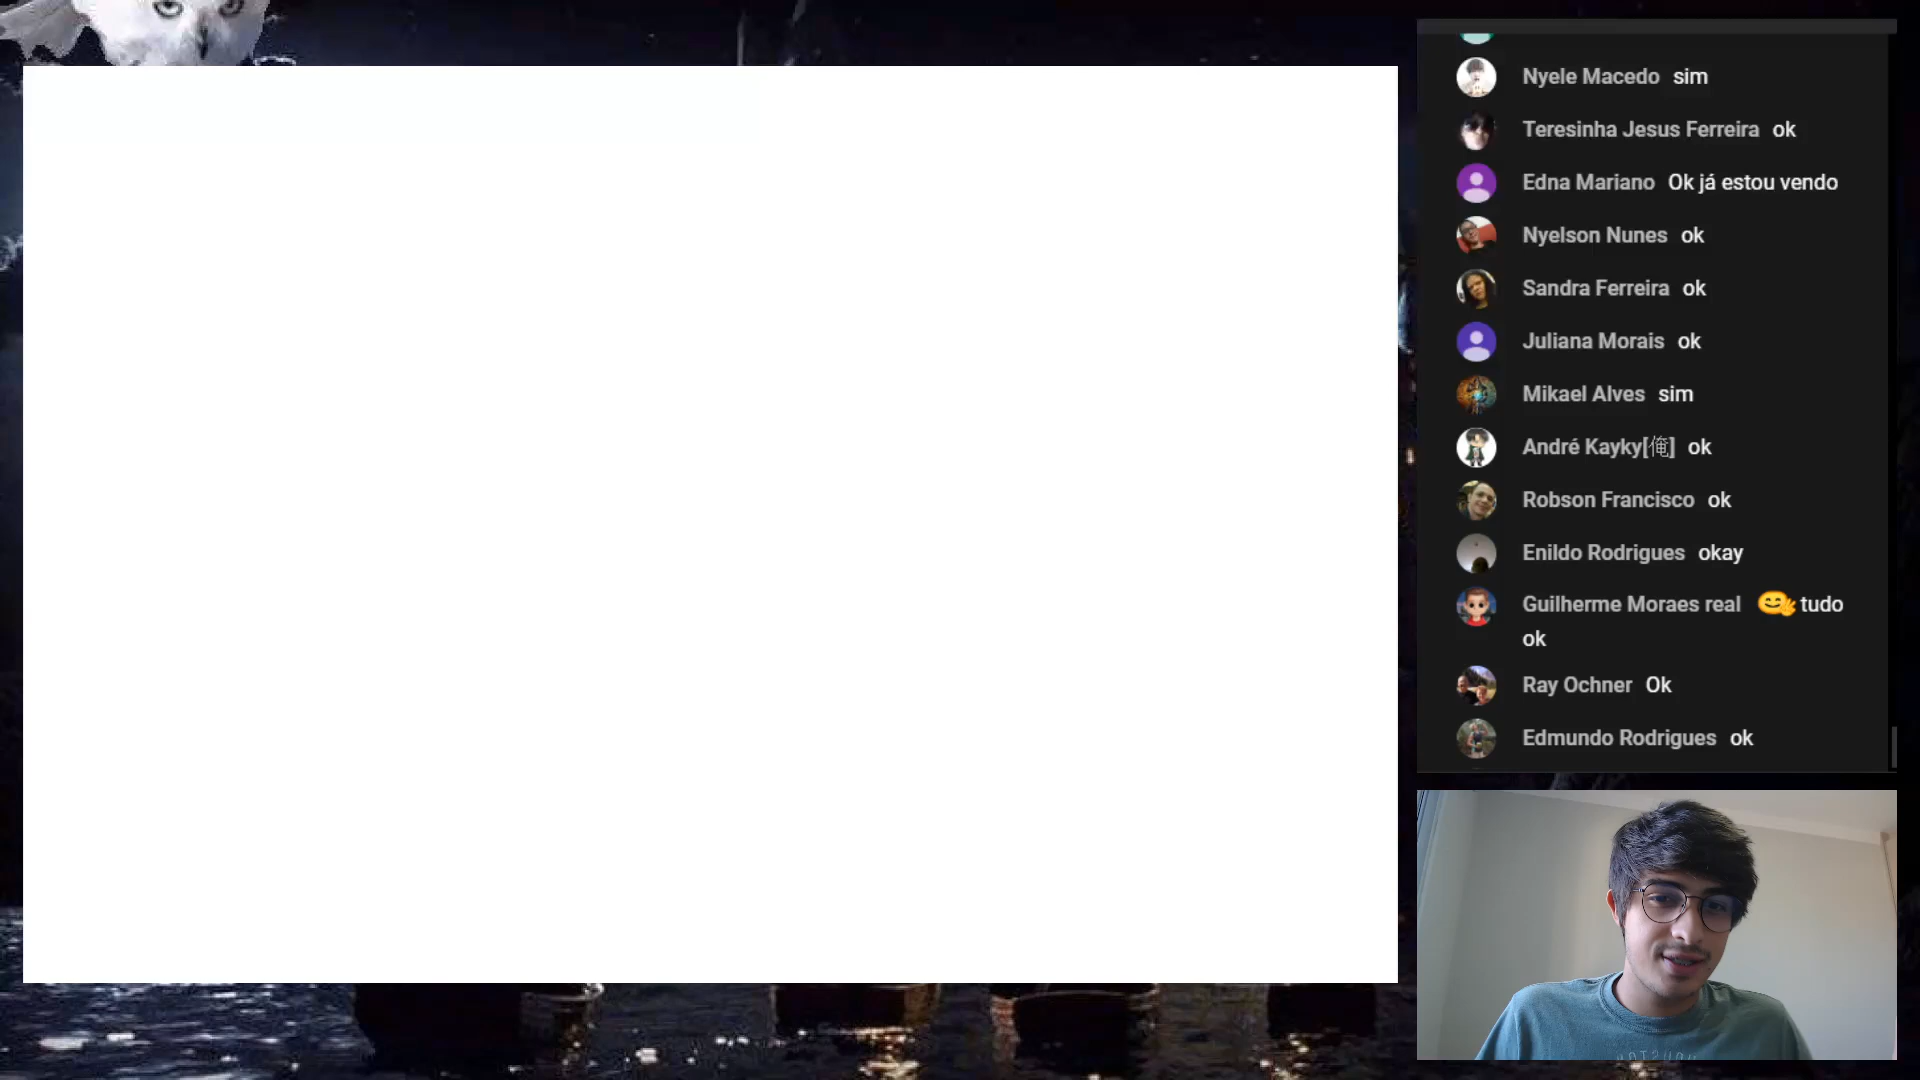 Nyele Macedo sim
Teresinha Jesus Ferreira ok
Edna Mariano Ok já estou vendo
Nyelson Nunes ok
Sandra Ferreira ok
Juliana Morais ok
Mikael Alves sim
André Kayky[俺] ok
Robson Francisco ok
Enildo Rodrigues okay
Guilherme Moraes real 😊👋 tudo
ok
Ray Ochner Ok
Edmundo Rodrigues ok